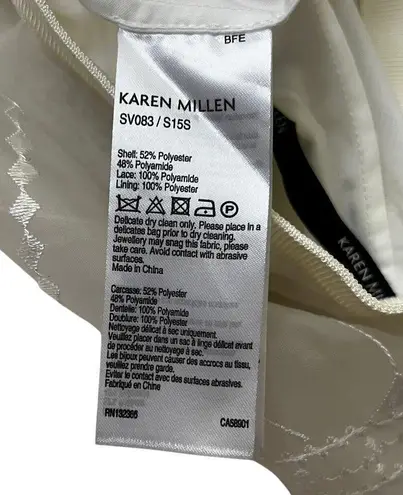 BFE
KAREN MILLEN
SV083 / S15S
Shell: 52% Polyester
48% Polyamide
Lace: 100% Polyamide
Lining: 100% Polyester
P
Delicate dry clean only. Please place in a
delicates bag prior to dry cleaning.
Jewellery may snag this fabric, please
take care. Avoid contact with abrasive
surfaces.
Made in China
Carcasse: 52% Polyester
48% Polyamide
Dentelle: 100% Polyamide
Doublure: 100% Polyester
Nettoyage délicat à sec uniquement.
Veuillez placer dans un sac à linge délicat avant
de procéder au nettoyage à sec.
Les bijoux peuvent causer des accrocs au tissu,
veuillez prendre garde.
Eviter le contact avec des surfaces abrasives.
Fabriqué en Chine
RN132366
CA58901
KAREN MILLEN